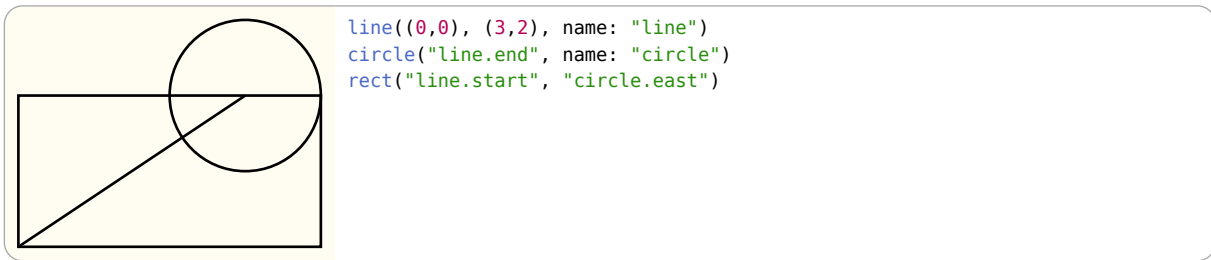 line((0,0), (3,2), name: "line")
circle("line.end", name: "circle")
rect("line.start", "circle.east")